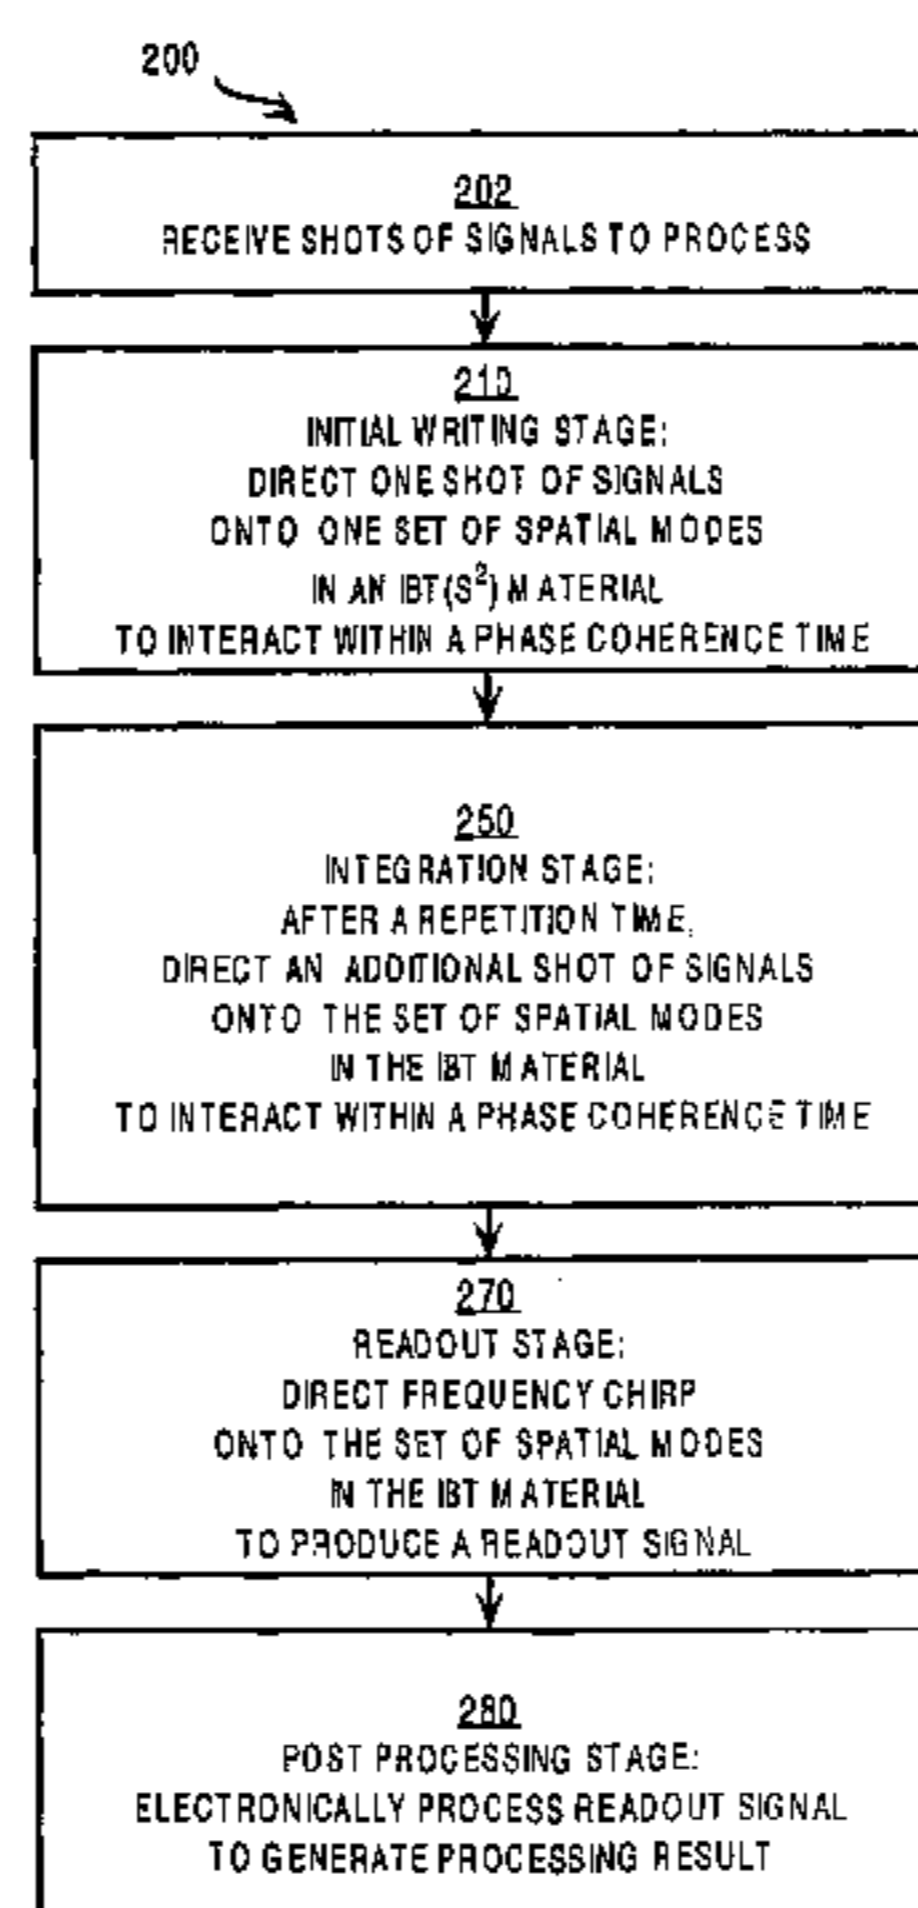 200
202
RECEIVE SHOTS OF SIGNALS TO PROCESS
210
INITIAL WRITING STAGE:
DIRECT ONE SHOT OF SIGNALS
ONTO ONE SET OF SPATIAL MODES
IN AN IBT(S²) MATERIAL
TO INTERACT WITHIN A PHASE COHERENCE TIME
250
INTEGRATION STAGE:
AFTER A REPETITION TIME,
DIRECT AN ADDITIONAL SHOT OF SIGNALS
ONTO THE SET OF SPATIAL MODES
IN THE IBT MATERIAL
TO INTERACT WITHIN A PHASE COHERENCE TIME
270
READOUT STAGE:
DIRECT FREQUENCY CHIRP
ONTO THE SET OF SPATIAL MODES
IN THE IBT MATERIAL
TO PRODUCE A READOUT SIGNAL
280
POST PROCESSING STAGE:
ELECTRONICALLY PROCESS READOUT SIGNAL
TO GENERATE PROCESSING RESULT